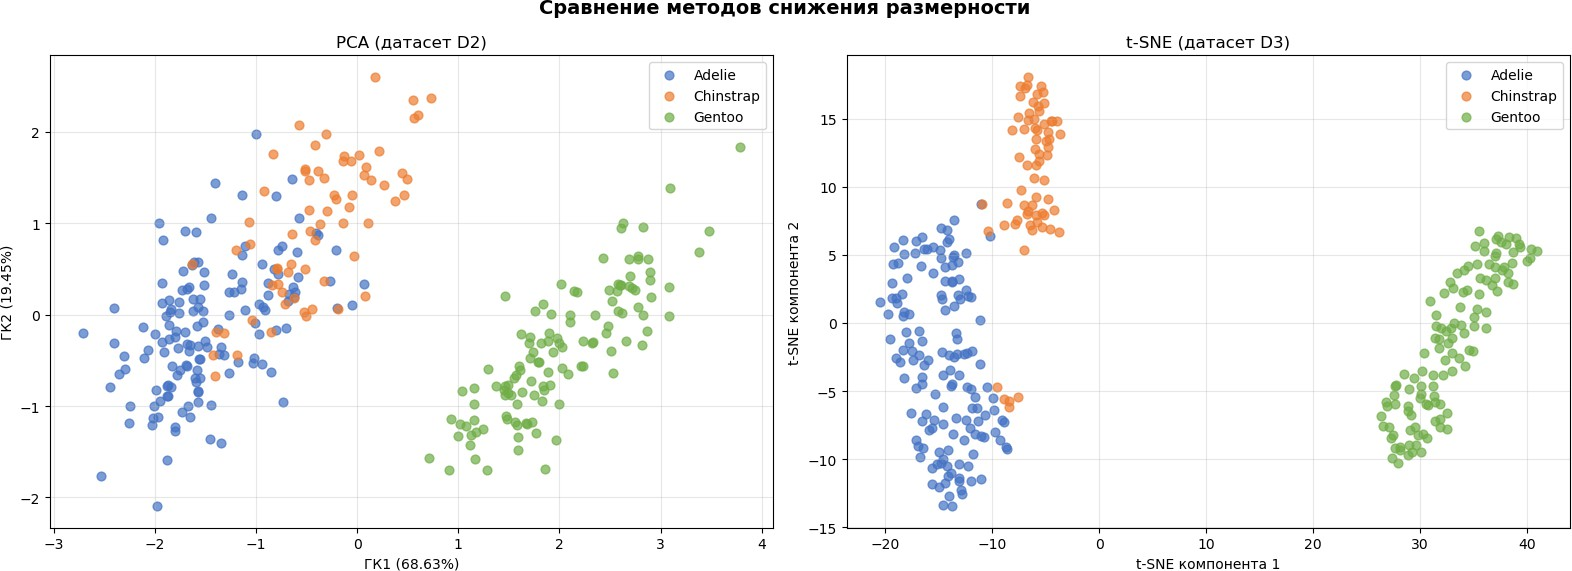 Сравнение методов снижения размерности
PCA (датасет D2)
Adelie
Chinstrap
Gentoo
2
1
0
−1
−2
ГК2 (19.45%)
−3
−2
−1
0
1
2
3
4
ГК1 (68.63%)
t-SNE (датасет D3)
Adelie
Chinstrap
Gentoo
15
10
5
0
−5
−10
−15
t-SNE компонента 2
−20
−10
0
10
20
30
40
t-SNE компонента 1